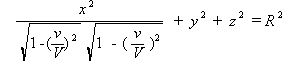 x² / (√(1-(v/V)²) √(1 - (v/V)²)) + y² + z² = R²